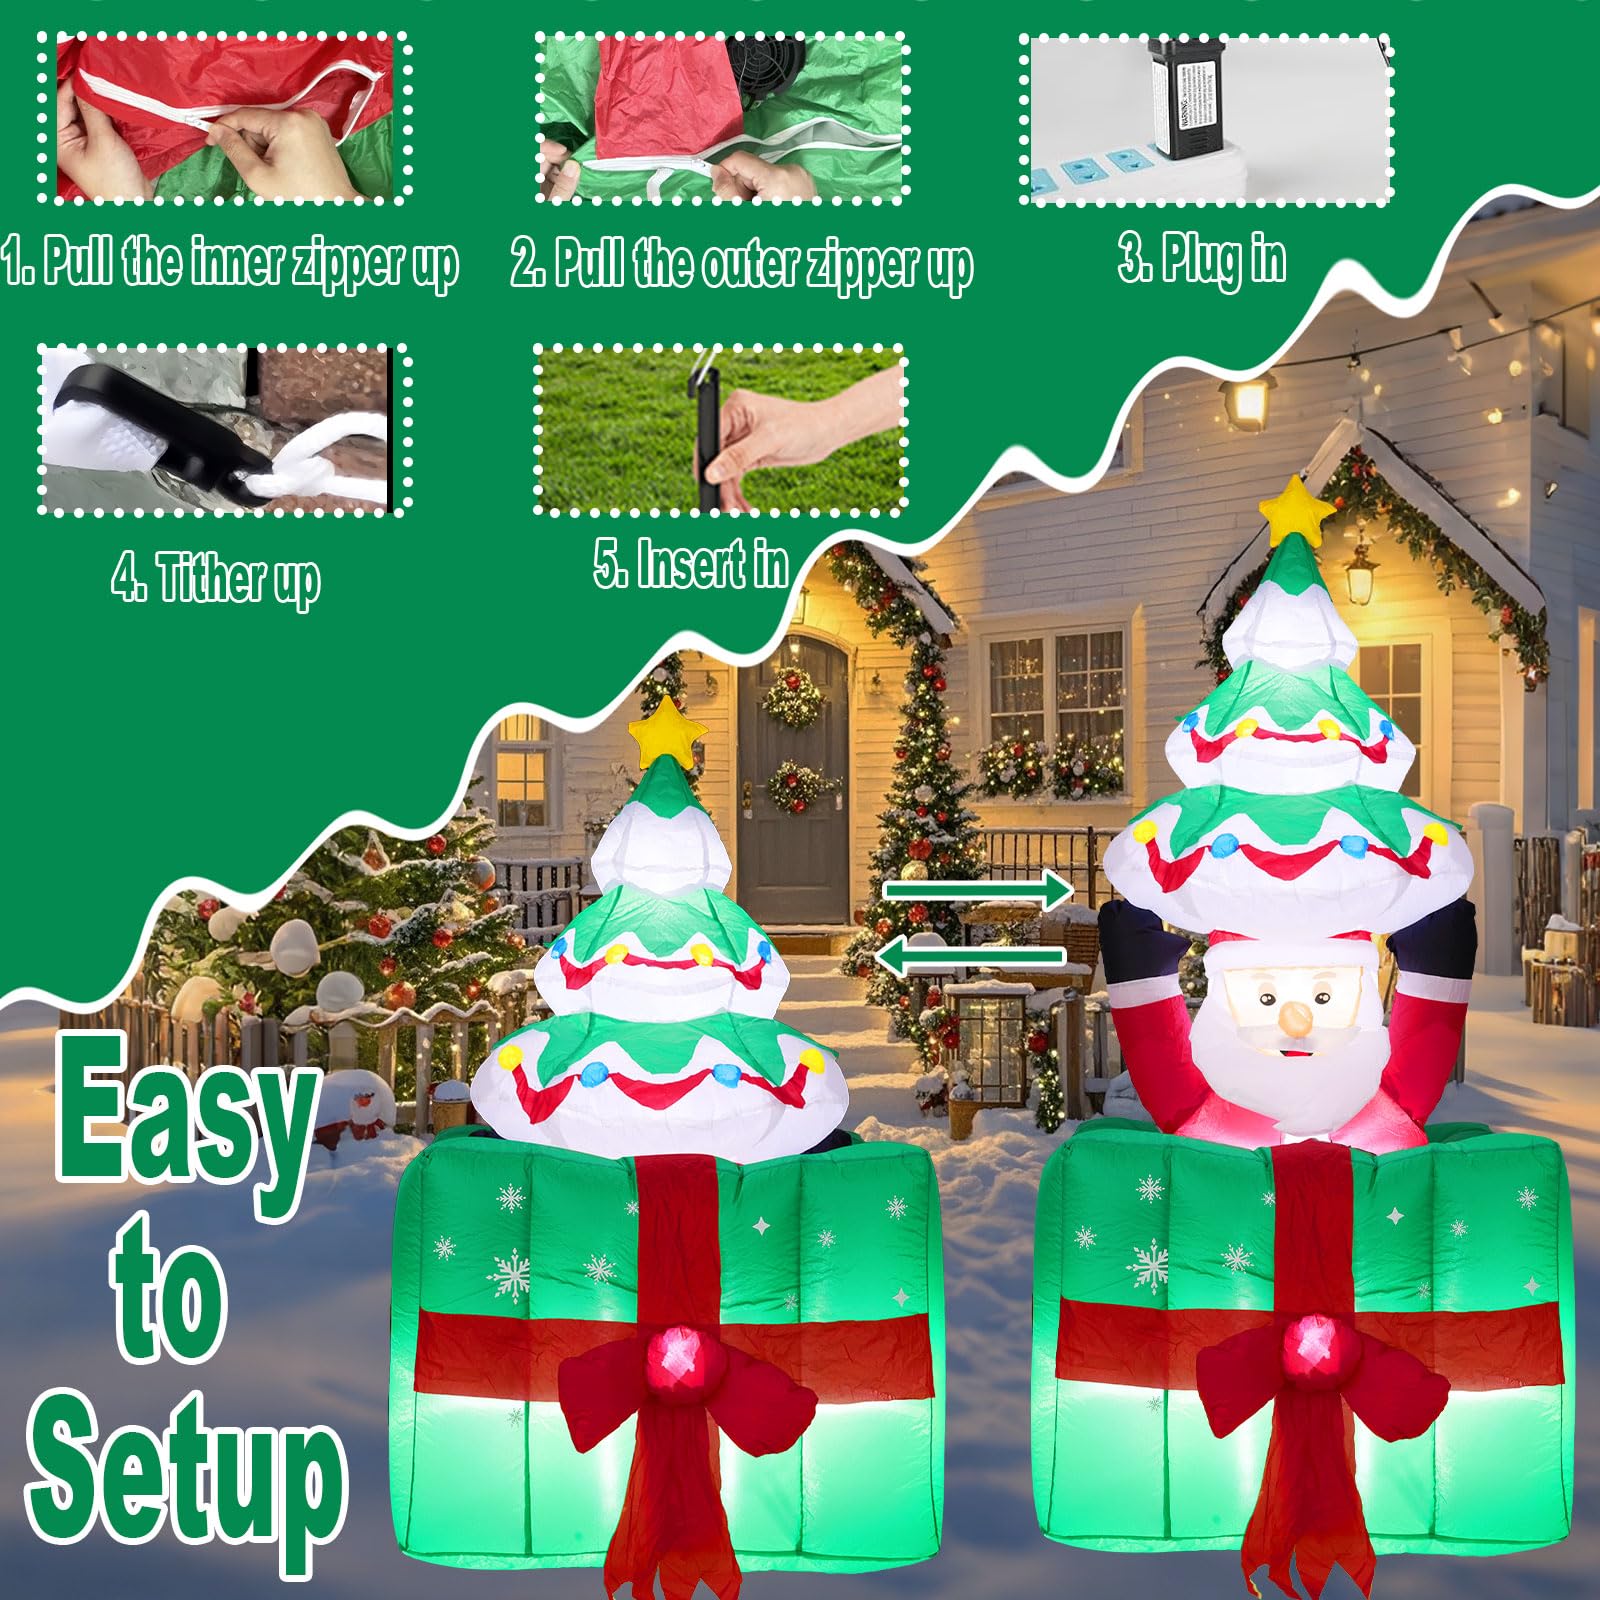 1. Pull the inner zipper up
2. Pull the outer zipper up
3. Plug in
4. Tither up
5. Insert in
WARNING:
Easy
to
Setup